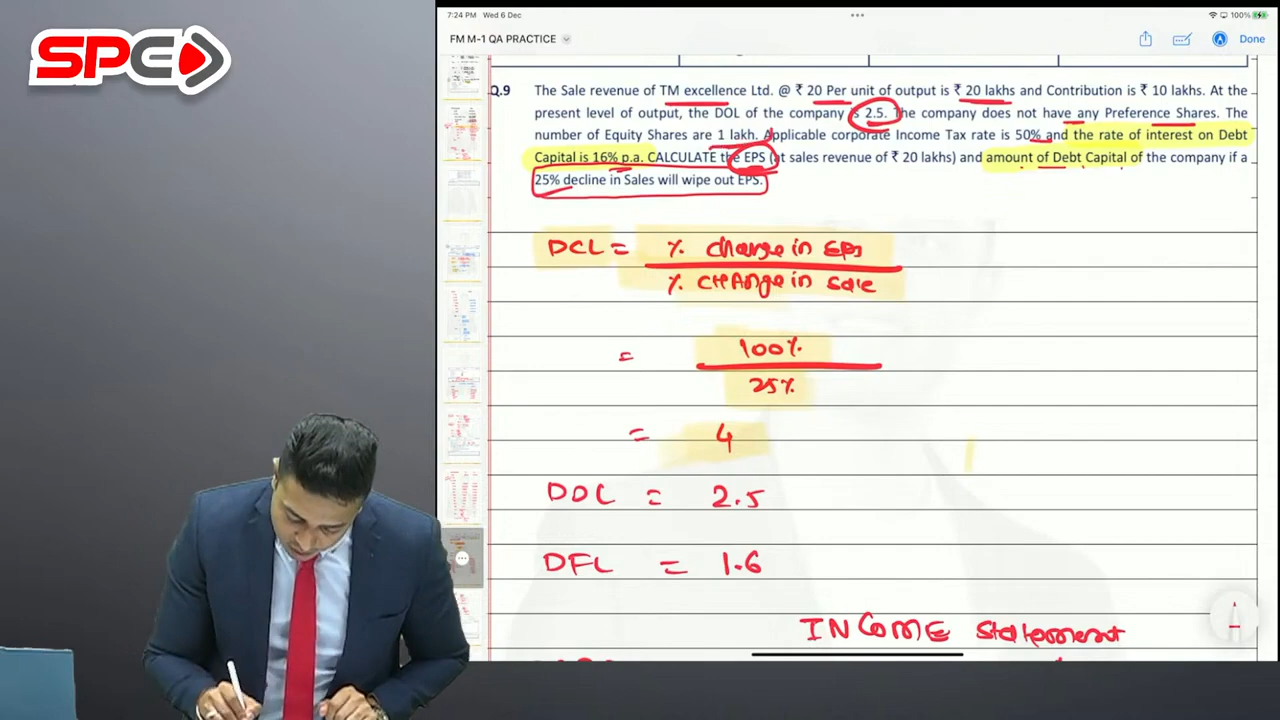 SPED
7:24 PM Wed 6 Dec
100%
FM M-1 QA PRACTICE
Done
Q.9 The Sale revenue of TM excellence Ltd. @ ₹ 20 Per unit of output is ₹ 20 lakhs and Contribution is ₹ 10 lakhs. At the
present level of output, the DOL of the company is 2.5. The company does not have any Preference Shares. The
number of Equity Shares are 1 lakh. Applicable corporate Income Tax rate is 50% and the rate of interest on Debt
Capital is 16% p.a. CALCULATE the EPS (at sales revenue of ₹ 20 lakhs) and amount of Debt Capital of the company if a
25% decline in Sales will wipe out EPS.
DCL = % change in EPS
% CHANge in Sale
= 100%
25%
= 4
DOL = 2.5
DFL = 1.6
INCOME Statement